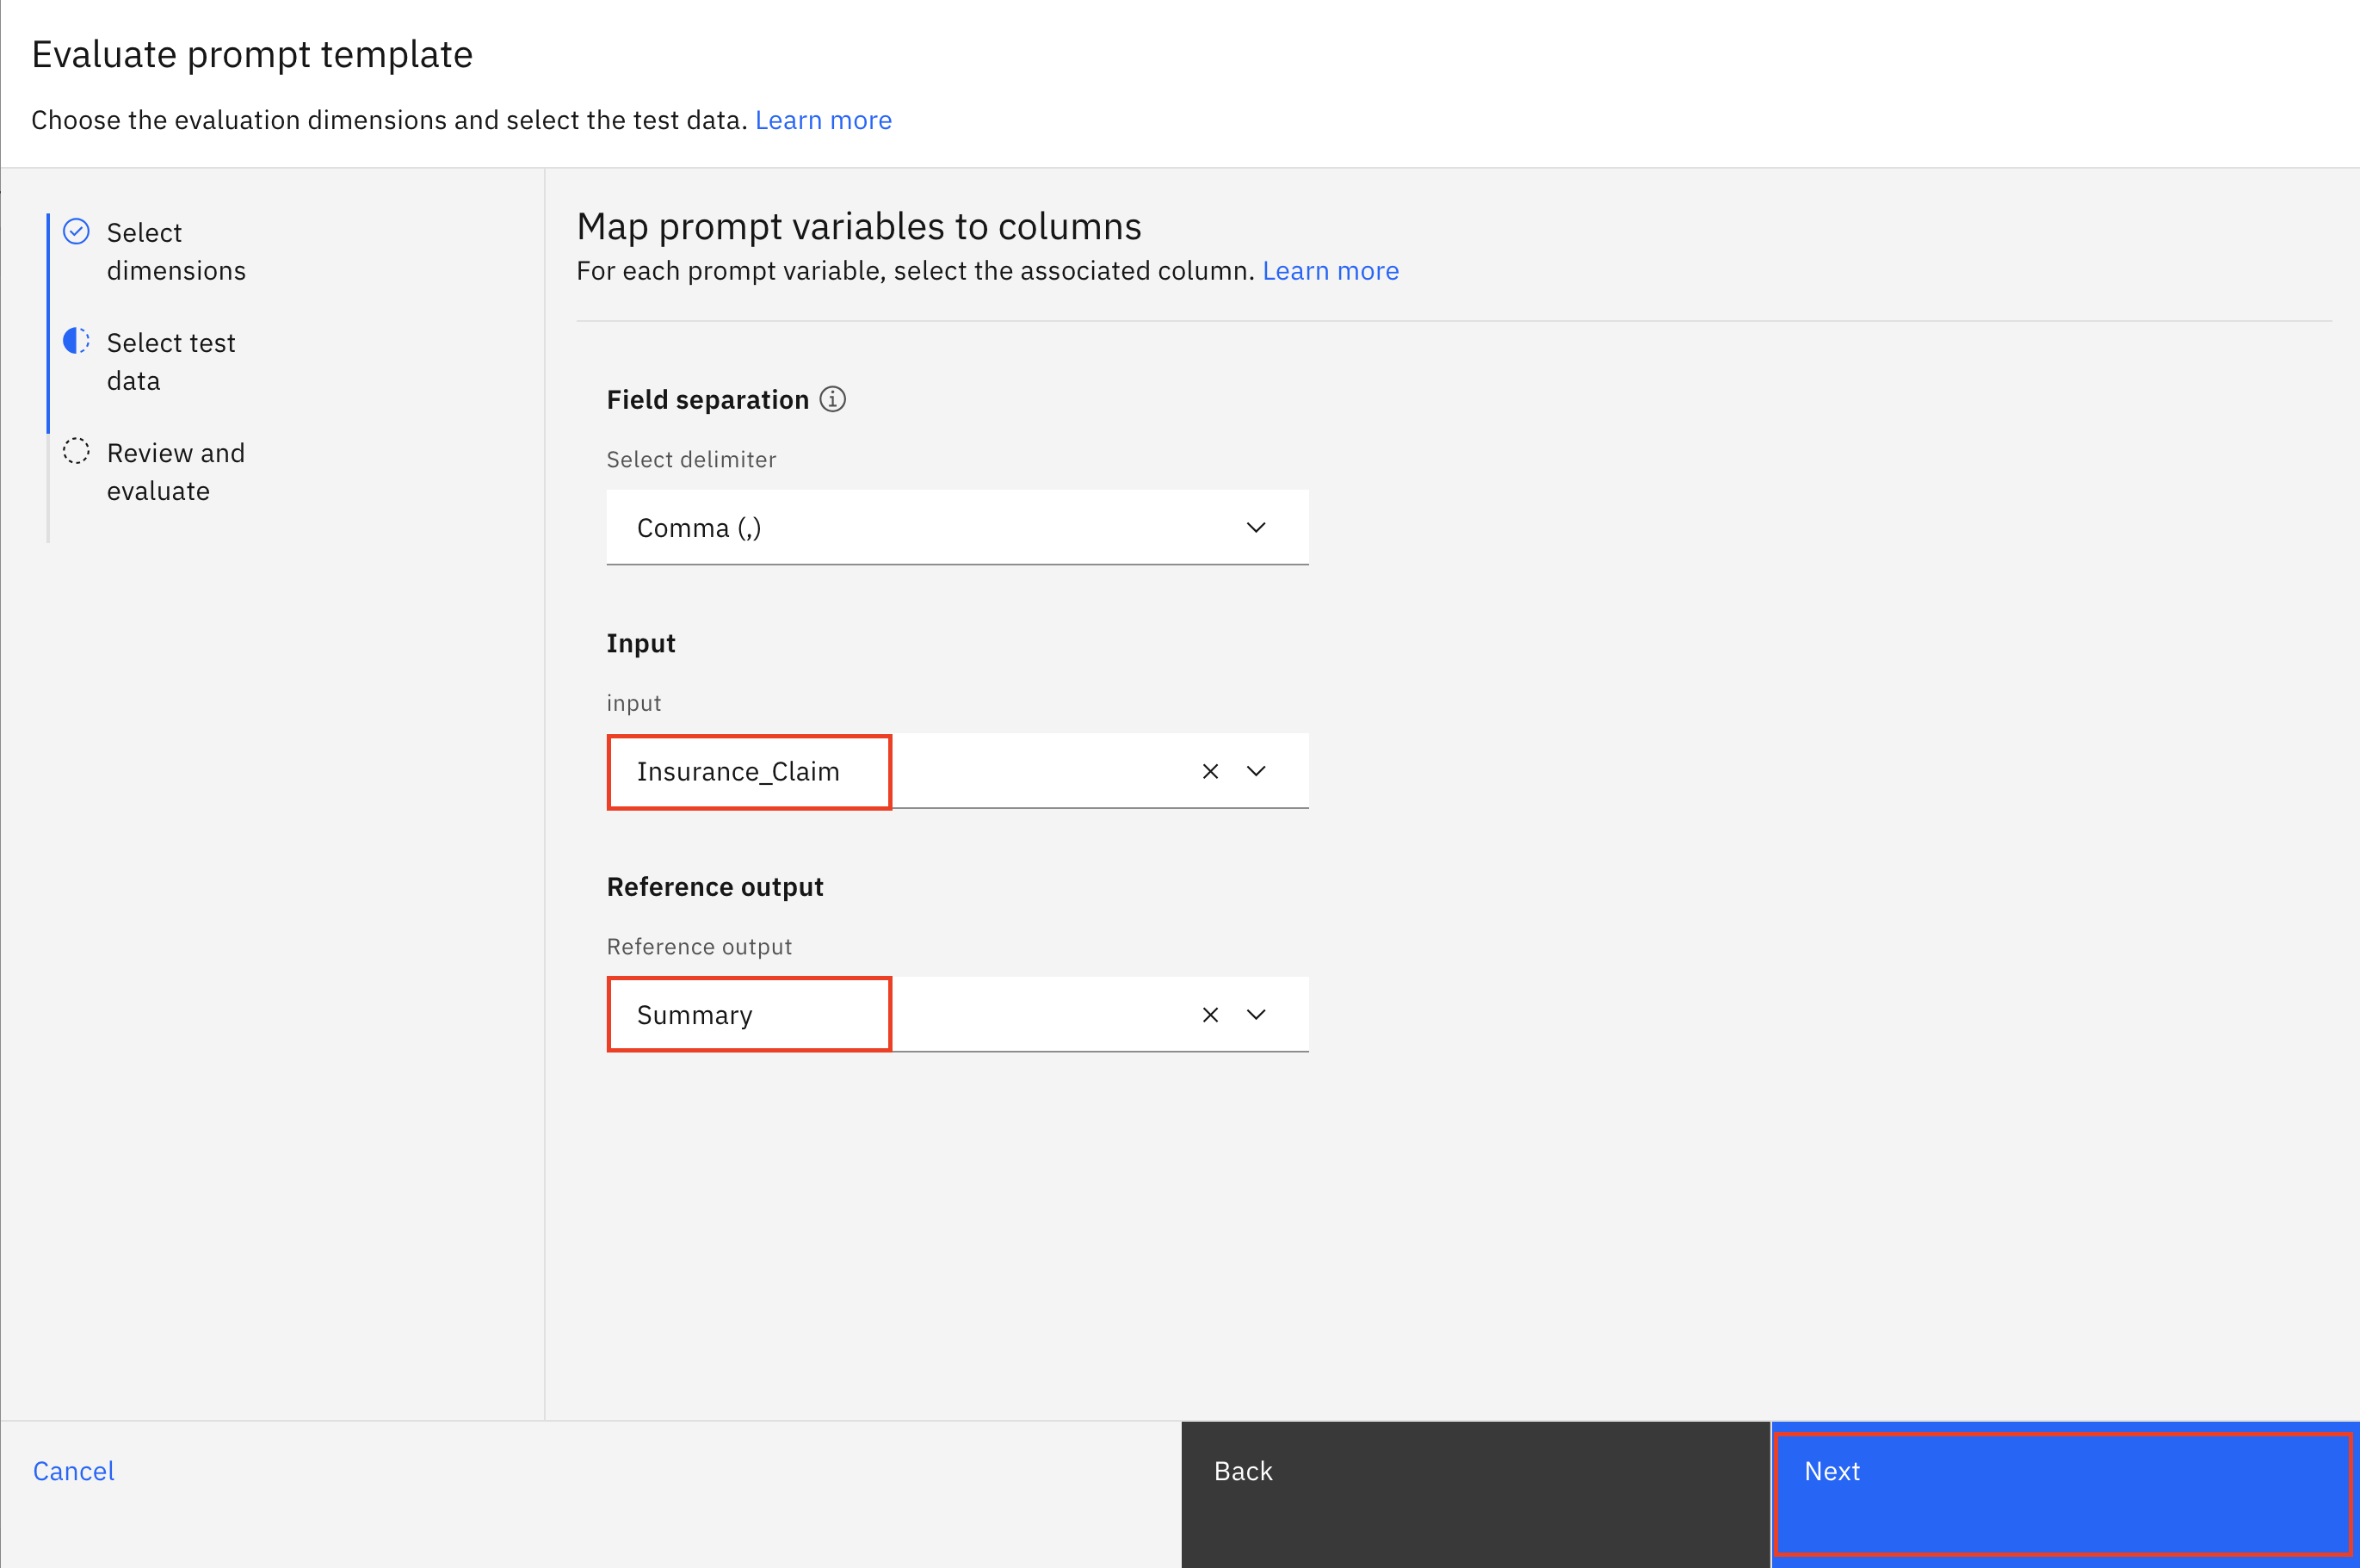 Evaluate prompt template
Choose the evaluation dimensions and select the test data. Learn more
Select
dimensions
Select test
data
Review and
evaluate
Map prompt variables to columns
For each prompt variable, select the associated column. Learn more
Field separation
Select delimiter
Comma (,)
Input
input
Insurance_Claim
Reference output
Reference output
Summary
Cancel
Back
Next